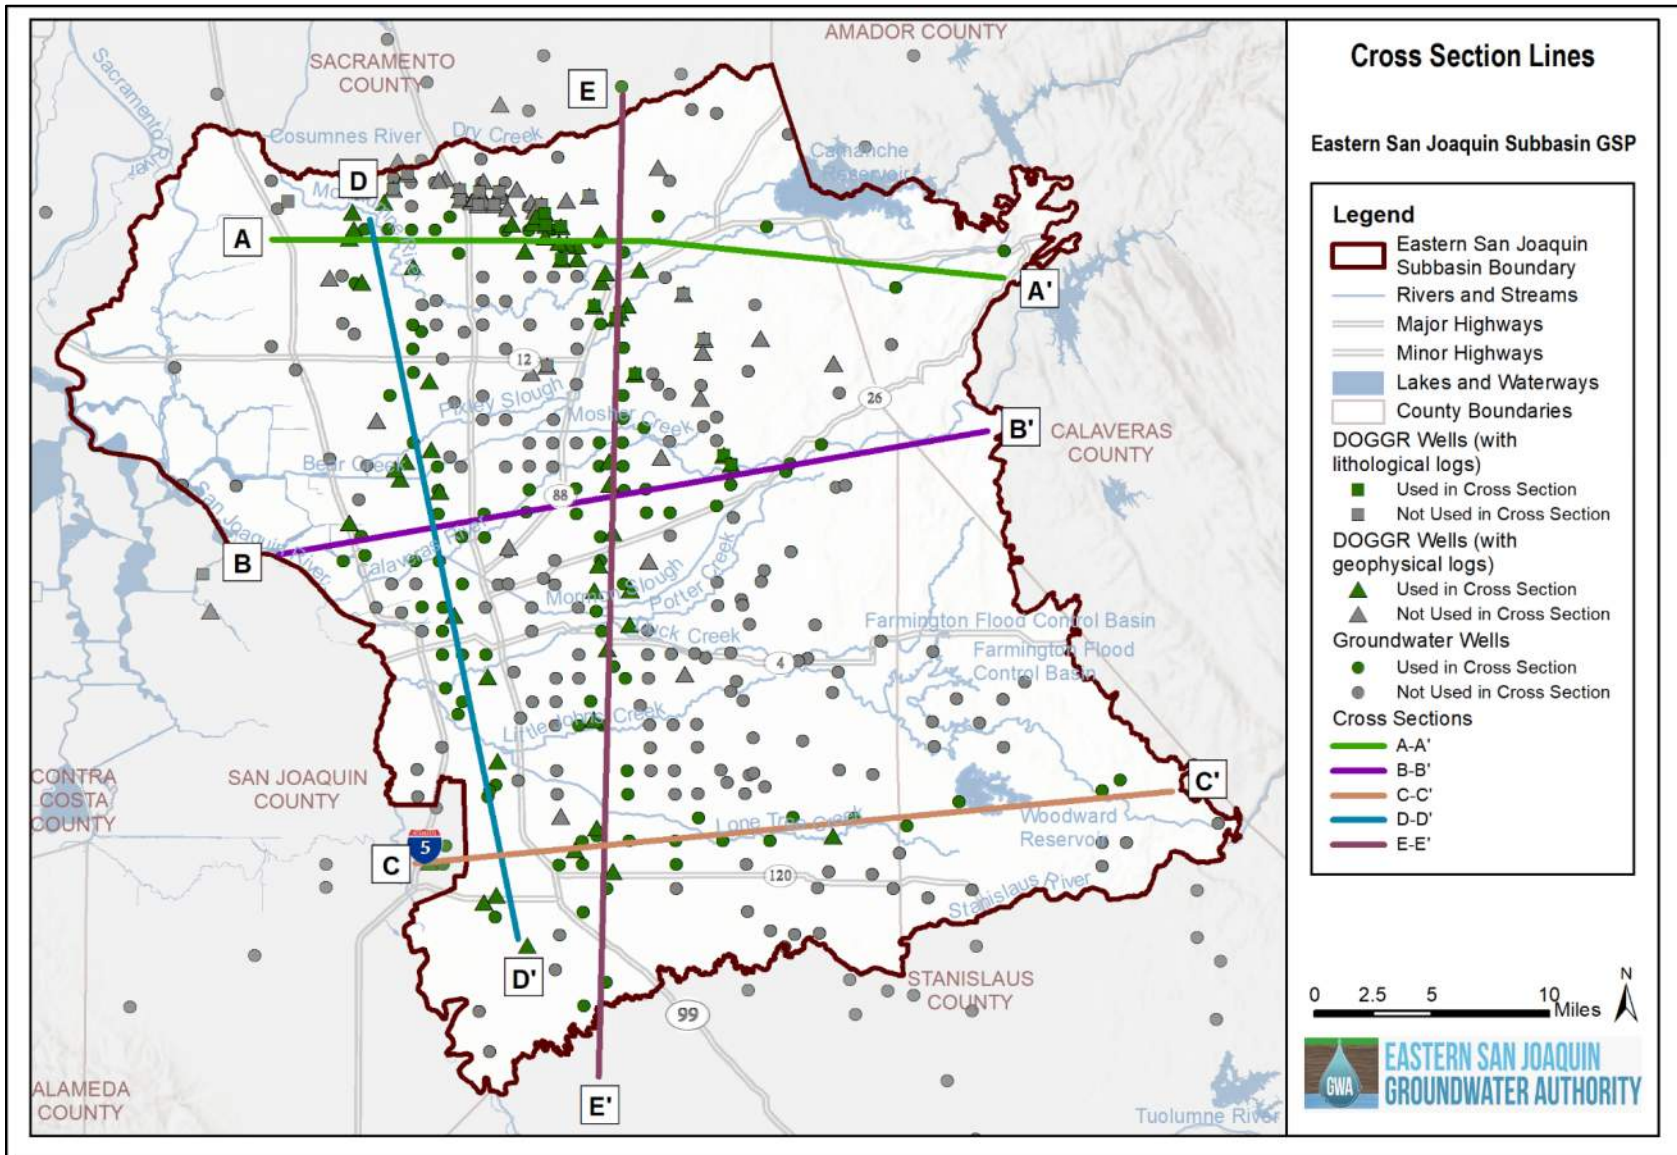 AMADOR COUNTY
SACRAMENTO
COUNTY
E
Sacramento
River
Cosumnes River
Dry Creek
Camanche
Reservoir
D
A
A'
12
Pixley Slough
Mosher Creek
26
B'
CALAVERAS
COUNTY
Bear Creek
88
San Joaquin River
B
Calaveras River
Mormon Slough
Potter Creek
Duck Creek
Farmington Flood Control Basin
Farmington Flood
Control Basin
4
Little Johns Creek
CONTRA
COSTA
COUNTY
SAN JOAQUIN
COUNTY
C'
Lone Tree Creek
Woodward
Reservoir
5
C
120
Stanislaus River
D'
STANISLAUS
COUNTY
99
ALAMEDA
COUNTY
E'
Tuolumne River
Cross Section Lines
Eastern San Joaquin Subbasin GSP
Legend
Eastern San Joaquin
Subbasin Boundary
Rivers and Streams
Major Highways
Minor Highways
Lakes and Waterways
County Boundaries
DOGGR Wells (with
lithological logs)
Used in Cross Section
Not Used in Cross Section
DOGGR Wells (with
geophysical logs)
Used in Cross Section
Not Used in Cross Section
Groundwater Wells
Used in Cross Section
Not Used in Cross Section
Cross Sections
A-A'
B-B'
C-C'
D-D'
E-E'
N
0 2.5 5 10
Miles
GWA
EASTERN SAN JOAQUIN
GROUNDWATER AUTHORITY